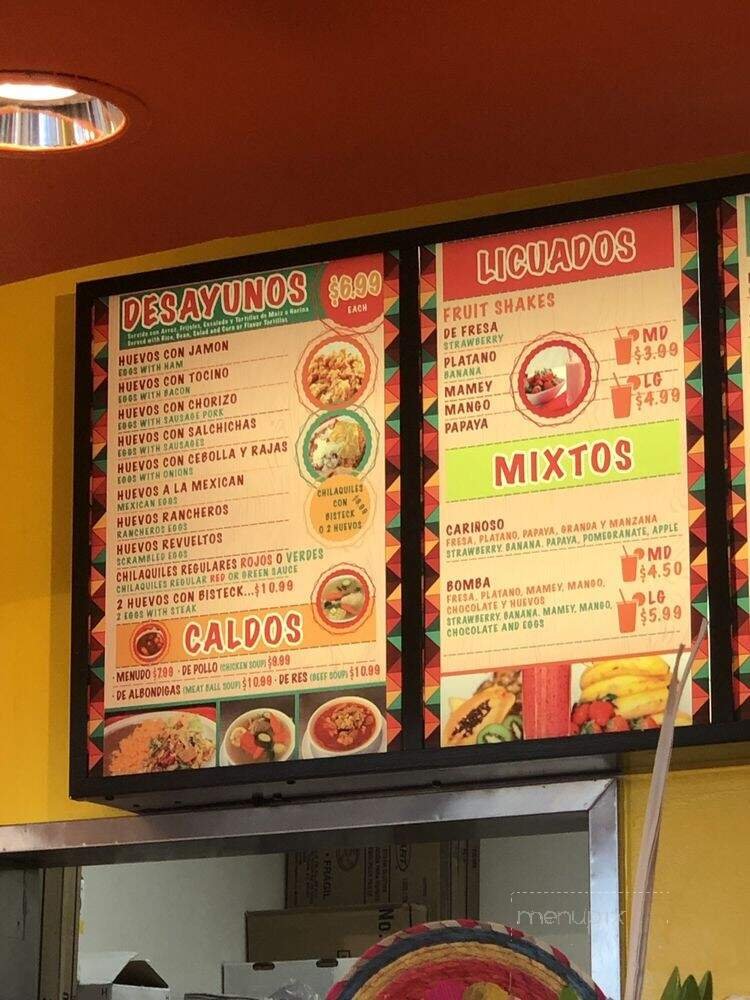 DESAYUNOS
$6.99
EACH
Servido con Arroz, Frijoles, Ensalada y Tortillas de Maiz o Harina
Served with Rice, Bean, Salad and Corn or Flavor Tortillas
HUEVOS CON JAMON
EGGS WITH HAM
HUEVOS CON TOCINO
EGGS WITH BACON
HUEVOS CON CHORIZO
EGGS WITH SAUSAGE PORK
HUEVOS CON SALCHICHAS
EGGS WITH SAUSAGES
HUEVOS CON CEBOLLA Y RAJAS
EGGS WITH ONIONS
HUEVOS A LA MEXICAN
MEXICAN EGGS
HUEVOS RANCHEROS
RANCHEROS EGGS
HUEVOS REVUELTOS
SCRAMBLED EGGS
CHILAQUILES REGULARES ROJOS O VERDES
CHILAQUILES REGULAR RED OR GREEN SAUCE
2 HUEVOS CON BISTECK...$10.99
2 EGGS WITH STEAK
CHILAQUILES
CON
BISTECK
O 2 HUEVOS
CALDOS
· MENUDO $7.99 · DE POLLO (CHICKEN SOUP) $9.99
· DE ALBONDIGAS (MEAT BALL SOUP) $10.99 · DE RES (BEEF SOUP) $10.99
LICUADOS
FRUIT SHAKES
DE FRESA
STRAWBERRY
PLATANO
BANANA
MAMEY
MANGO
PAPAYA
MD
$3.99
LG
$4.99
MIXTOS
CARIÑOSO
FRESA, PLATANO, PAPAYA, GRANDA Y MANZANA
STRAWBERRY, BANANA, PAPAYA, POMEGRANATE, APPLE
MD
$4.50
BOMBA
FRESA, PLATANO, MAMEY, MANGO,
CHOCOLATE Y HUEVOS
STRAWBERRY, BANANA, MAMEY, MANGO,
CHOCOLATE AND EGGS
LG
$5.99
FRAGIL
No.
menupix